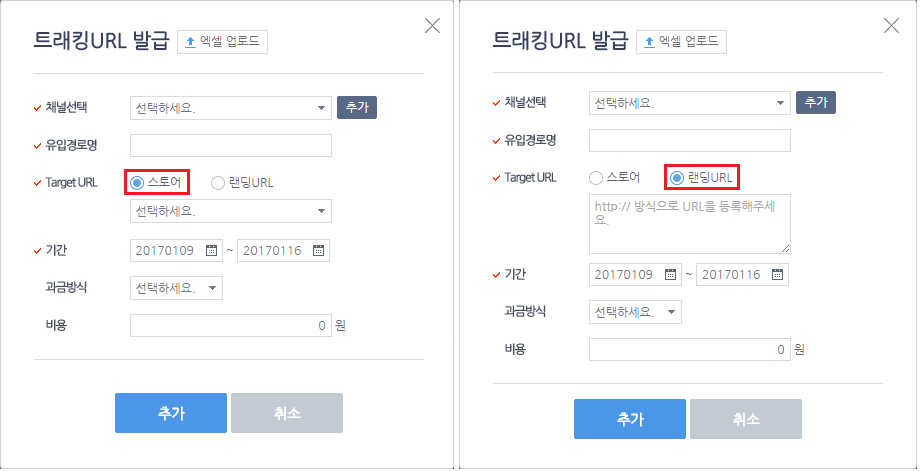 트래킹URL 발급 엑셀 업로드
채널선택 선택하세요. 추가
유입경로명
Target URL 스토어 랜딩URL
선택하세요.
기간 20170109 ~ 20170116
과금방식 선택하세요.
비용 0 원
추가 취소
트래킹URL 발급 엑셀 업로드
채널선택 선택하세요. 추가
유입경로명
Target URL 스토어 랜딩URL
http:// 방식으로 URL을 등록해주세
요.
기간 20170109 ~ 20170116
과금방식 선택하세요.
비용 0 원
추가 취소